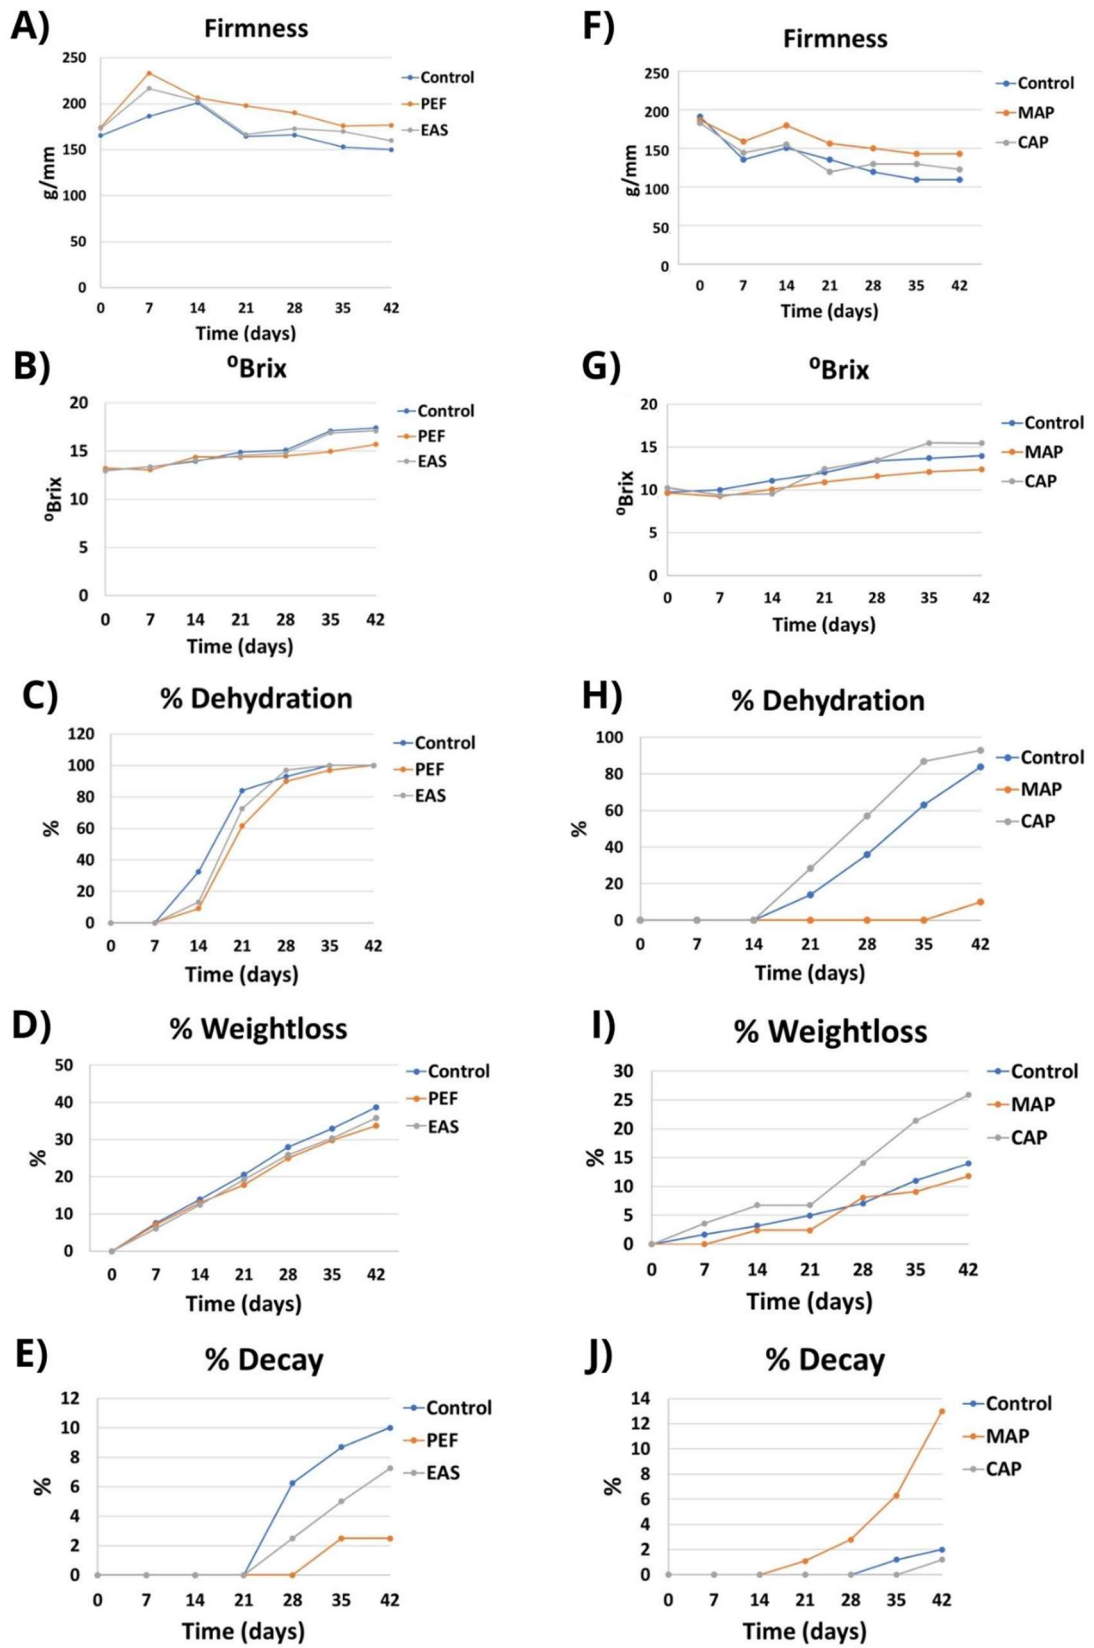 A)
Firmness
250
200
150
100
50
0
g/mm
0 7 14 21 28 35 42
Time (days)
Control
PEF
EAS
F)
Firmness
250
200
150
100
50
0
g/mm
0 7 14 21 28 35 42
Time (days)
Control
MAP
CAP
B)
ºBrix
20
15
10
5
0
ºBrix
0 7 14 21 28 35 42
Time (days)
Control
PEF
EAS
G)
ºBrix
20
15
10
5
0
ºBrix
0 7 14 21 28 35 42
Time (days)
Control
MAP
CAP
C)
% Dehydration
120
100
80
60
40
20
0
%
0 7 14 21 28 35 42
Time (days)
Control
PEF
EAS
H)
% Dehydration
100
80
60
40
20
0
%
0 7 14 21 28 35 42
Time (days)
Control
MAP
CAP
D)
% Weightloss
50
40
30
20
10
0
%
0 7 14 21 28 35 42
Time (days)
Control
PEF
EAS
I)
% Weightloss
30
25
20
15
10
5
0
%
0 7 14 21 28 35 42
Time (days)
Control
MAP
CAP
E)
% Decay
12
10
8
6
4
2
0
%
0 7 14 21 28 35 42
Time (days)
Control
PEF
EAS
J)
% Decay
14
12
10
8
6
4
2
0
%
0 7 14 21 28 35 42
Time (days)
Control
MAP
CAP